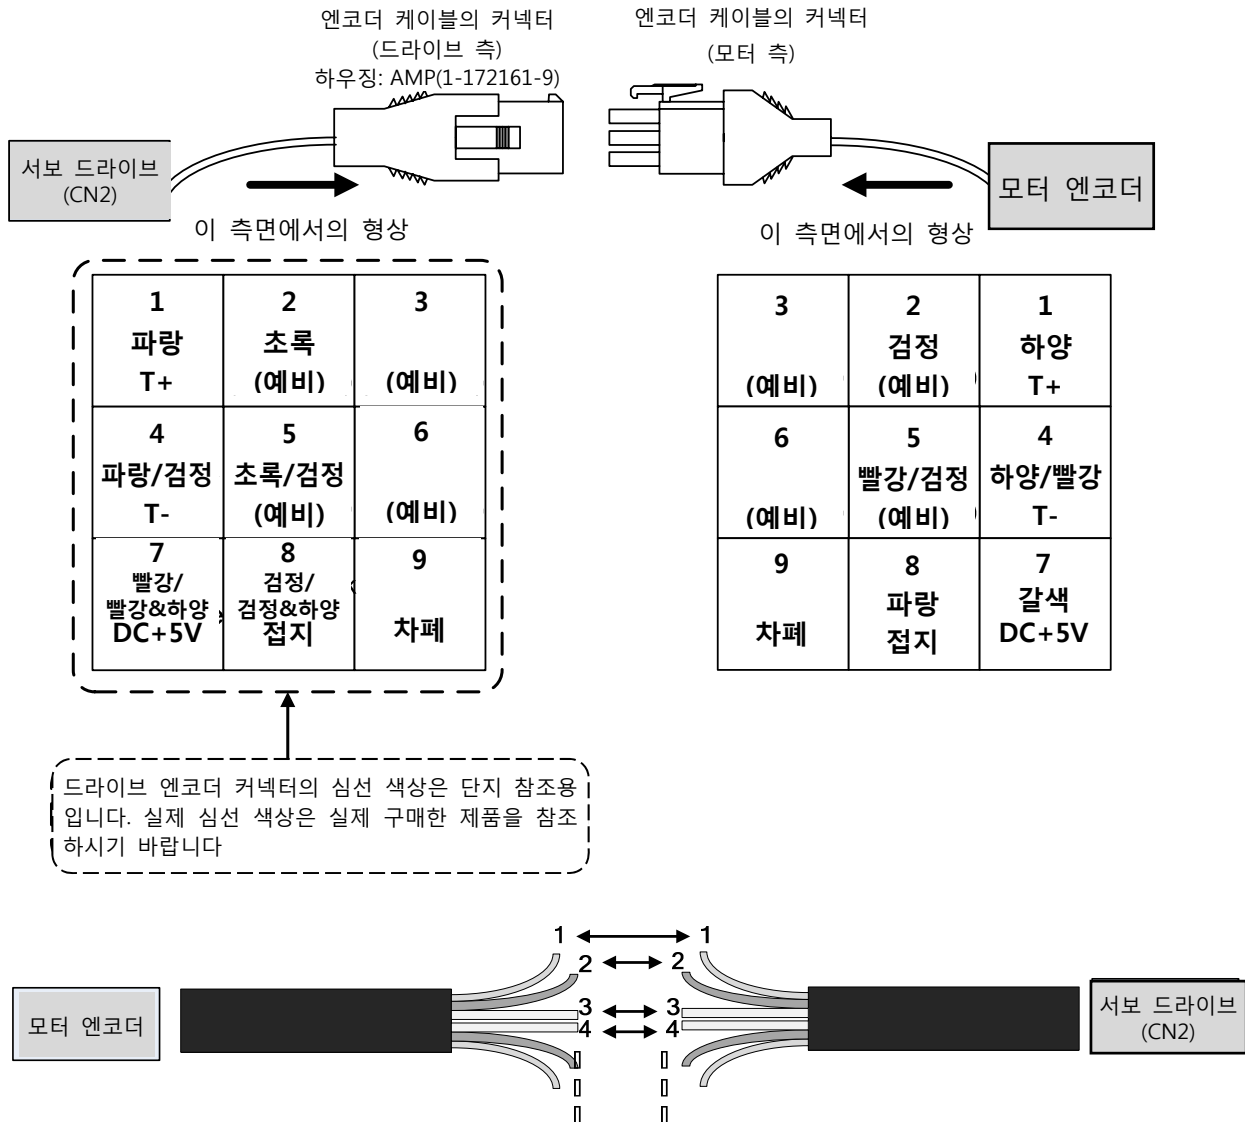 엔코더 케이블의 커넥터
(드라이브 측)
하우징: AMP(1-172161-9)
엔코더 케이블의 커넥터
(모터 측)
서보 드라이브
(CN2)
모터 엔코더
이 측면에서의 형상
이 측면에서의 형상
1
파랑
T+
2
초록
(예비)
3
(예비)
4
파랑/검정
T-
5
초록/검정
(예비)
6
(예비)
7
빨강/
빨강&하양
DC+5V
8
검정/
검정&하양
접지
9
차폐
3
(예비)
2
검정
(예비)
1
하양
T+
6
(예비)
5
빨강/검정
(예비)
4
하양/빨강
T-
9
차폐
8
파랑
접지
7
갈색
DC+5V
드라이브 엔코더 커넥터의 심선 색상은 단지 참조용
입니다. 실제 심선 색상은 실제 구매한 제품을 참조
하시기 바랍니다
모터 엔코더
1 1
2 2
3 3
4 4
서보 드라이브
(CN2)